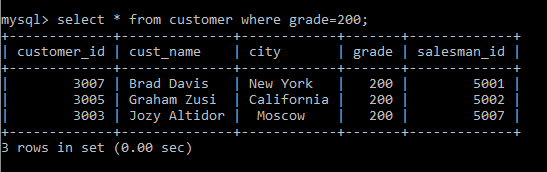 mysql> select * from customer where grade=200;
+-------------+--------------+------------+-------+-------------+
| customer_id | cust_name    | city       | grade | salesman_id |
+-------------+--------------+------------+-------+-------------+
|        3007 | Brad Davis   | New York   |   200 |        5001 |
|        3005 | Graham Zusi  | California |   200 |        5002 |
|        3003 | Jozy Altidor |  Moscow    |   200 |        5007 |
+-------------+--------------+------------+-------+-------------+
3 rows in set (0.00 sec)